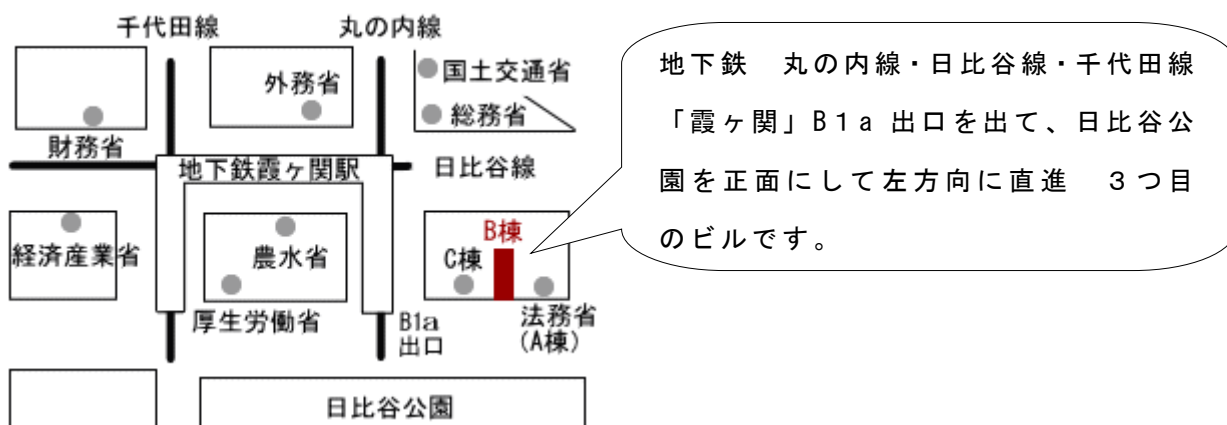 千代田線
丸の内線
外務省
国土交通省
総務省
財務省
地下鉄霞ヶ関駅
日比谷線
経済産業省
農水省
厚生労働省
B棟
C棟
法務省
(A棟)
B1a
出口
日比谷公園
地下鉄　丸の内線・日比谷線・千代田線
「霞ヶ関」B1a 出口を出て、日比谷公
園を正面にして左方向に直進　3つ目
のビルです。